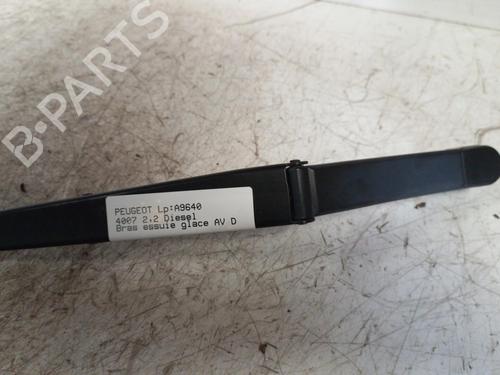 B-PARTS
PEUGEOT Lp:A9640
4007 2.2 Diesel
Bras essuie glace AV D